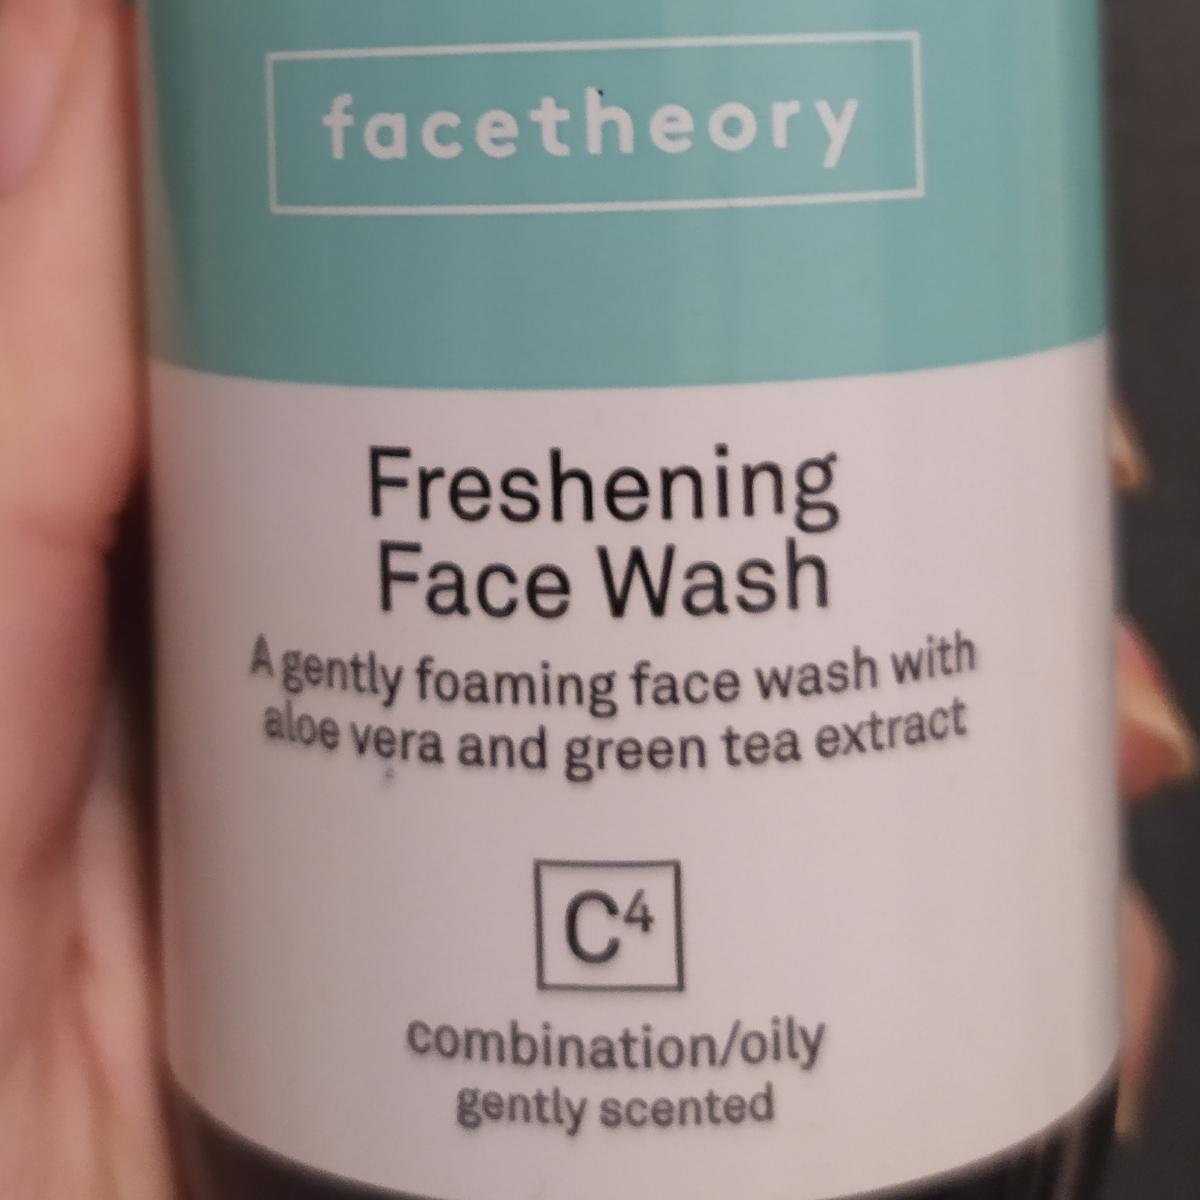 facetheory
Freshening
Face Wash
A gently foaming face wash with
aloe vera and green tea extract
C⁴
combination/oily
gently scented